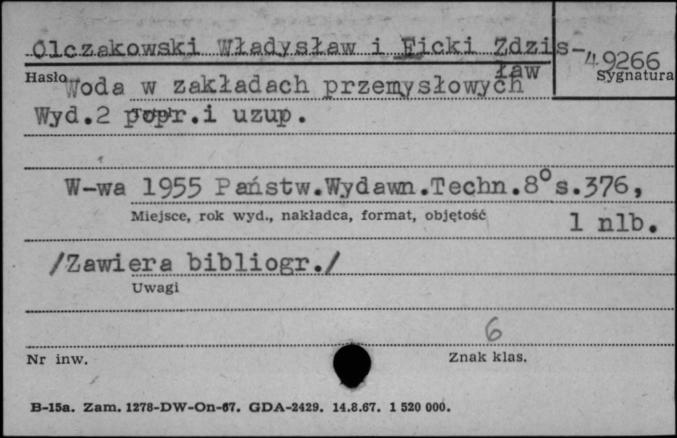 Olczakowski Władysław i Ficki Zdzis-
ław
49266
Hasło
Sygnatura
Woda w zakładach przemysłowych
Wyd.2 popr.i uzup.
W-wa 1955 Państw.Wydawn.Techn.8° s.376,
Miejsce, rok wyd., nakładca, format, objętość
1 nlb.
/Zawiera bibliogr./
Uwagi
6
Nr inw.
Znak klas.
B-15a. Zam. 1278-DW-On-67. GDA-2429. 14.8.67. 1 520 000.